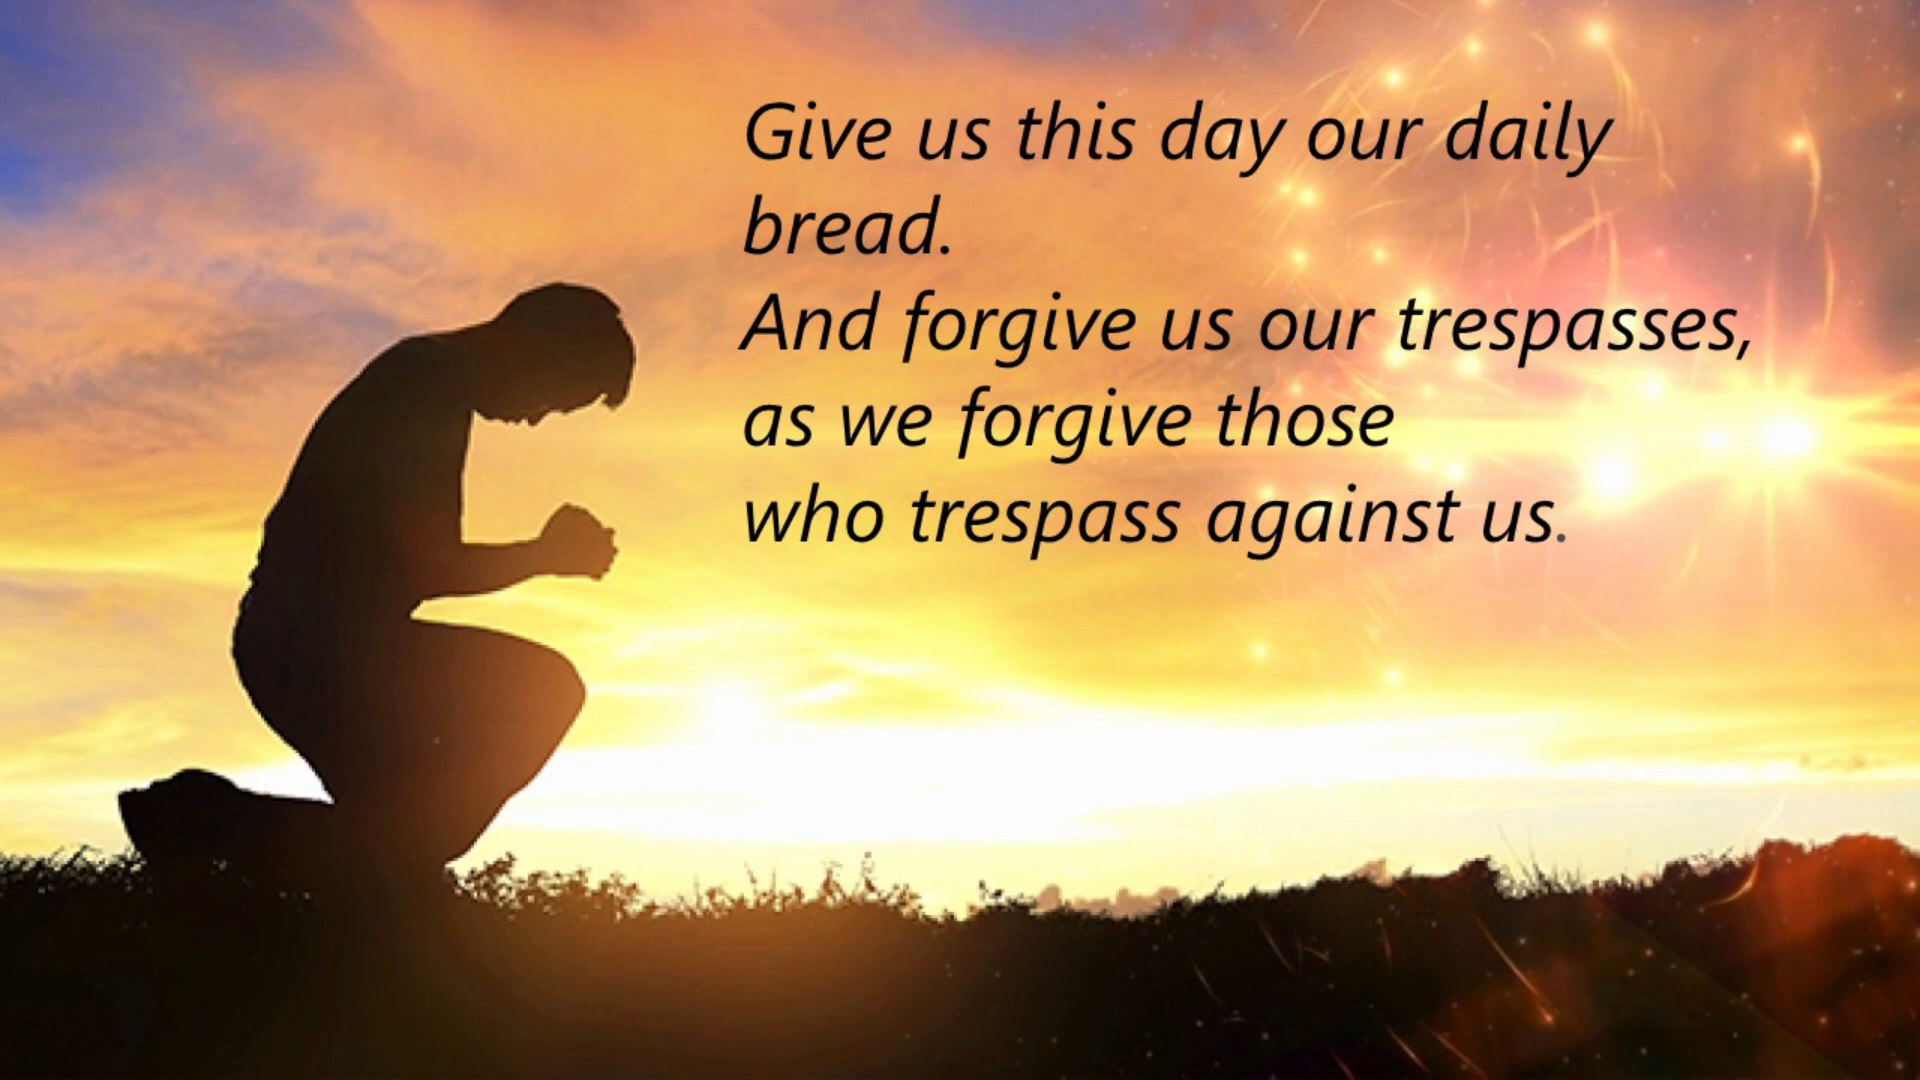 Give us this day our daily
bread.
And forgive us our trespasses,
as we forgive those
who trespass against us.